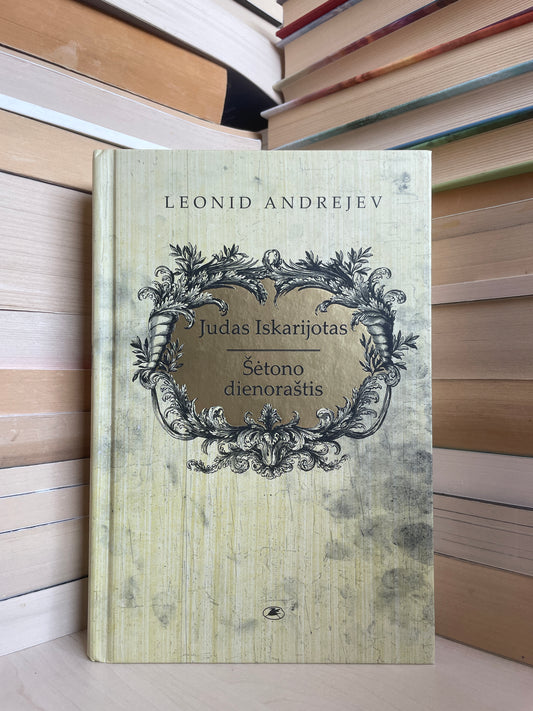 LEONID ANDREJEV
Judas Iskarijotas
Šėtono
dienoraštis